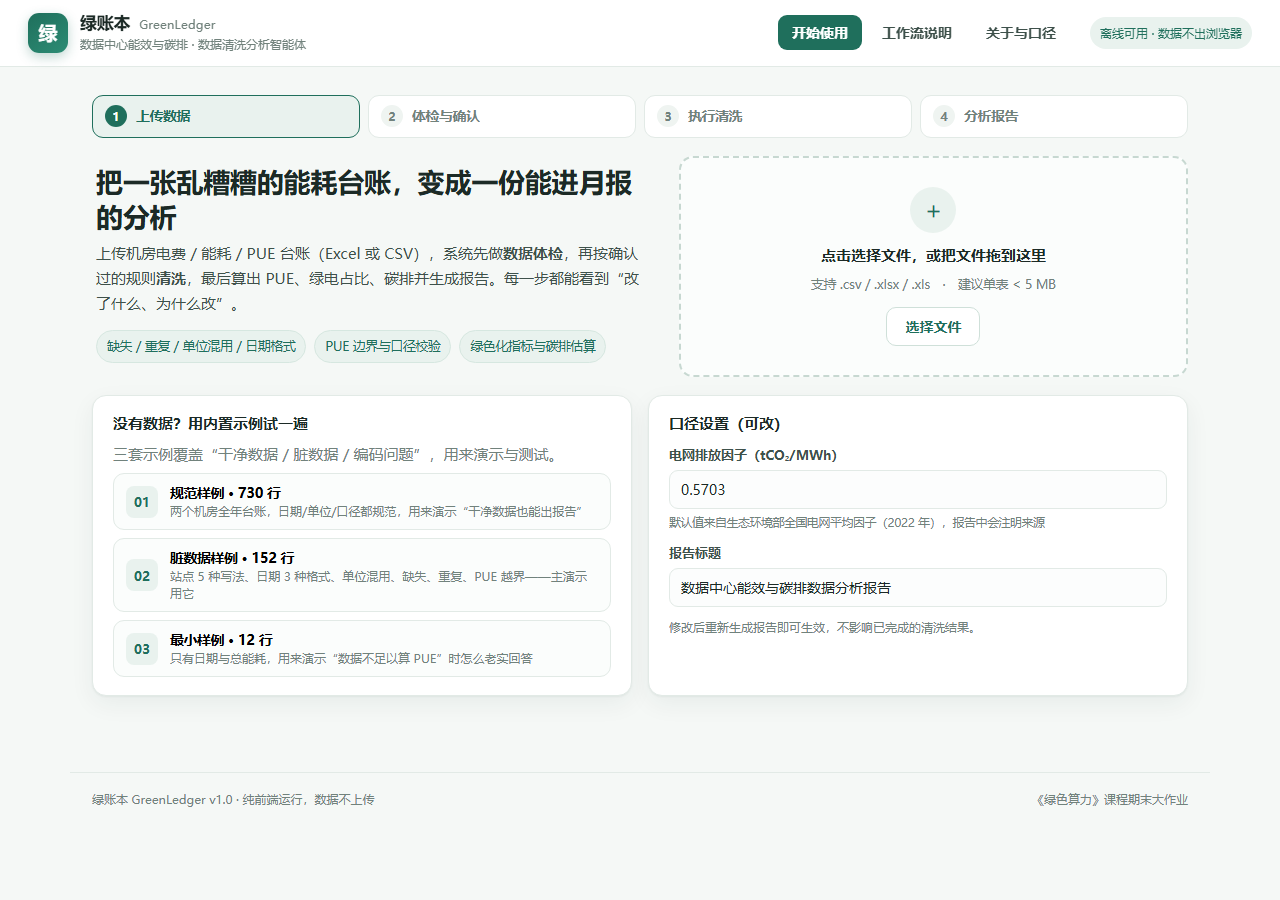 绿
绿账本 GreenLedger
数据中心能效与碳排 · 数据清洗分析智能体
开始使用
工作流说明
关于与口径
离线可用 · 数据不出浏览器
1 上传数据
2 体检与确认
3 执行清洗
4 分析报告
把一张乱糟糟的能耗台账，变成一份能进月报
的分析
上传机房电费 / 能耗 / PUE 台账（Excel 或 CSV），系统先做数据体检，再按确认
过的规则清洗，最后算出 PUE、绿电占比、碳排并生成报告。每一步都能看到“改
了什么、为什么改”。
缺失 / 重复 / 单位混用 / 日期格式
PUE 边界与口径校验
绿色化指标与碳排估算
+
点击选择文件，或把文件拖到这里
支持 .csv / .xlsx / .xls · 建议单表 < 5 MB
选择文件
没有数据？用内置示例试一遍
三套示例覆盖“干净数据 / 脏数据 / 编码问题”，用来演示与测试。
01
规范样例 • 730 行
两个机房全年台账，日期/单位/口径都规范，用来演示“干净数据也能出报告”
02
脏数据样例 • 152 行
站点 5 种写法、日期 3 种格式、单位混用、缺失、重复、PUE 越界——主演示
用它
03
最小样例 • 12 行
只有日期与总能耗，用来演示“数据不足以算 PUE”时怎么老实回答
口径设置（可改）
电网排放因子（tCO₂/MWh）
0.5703
默认值来自生态环境部全国电网平均因子（2022 年），报告中会注明来源
报告标题
数据中心能效与碳排数据分析报告
修改后重新生成报告即可生效，不影响已完成的清洗结果。
绿账本 GreenLedger v1.0 · 纯前端运行，数据不上传
《绿色算力》课程期末大作业